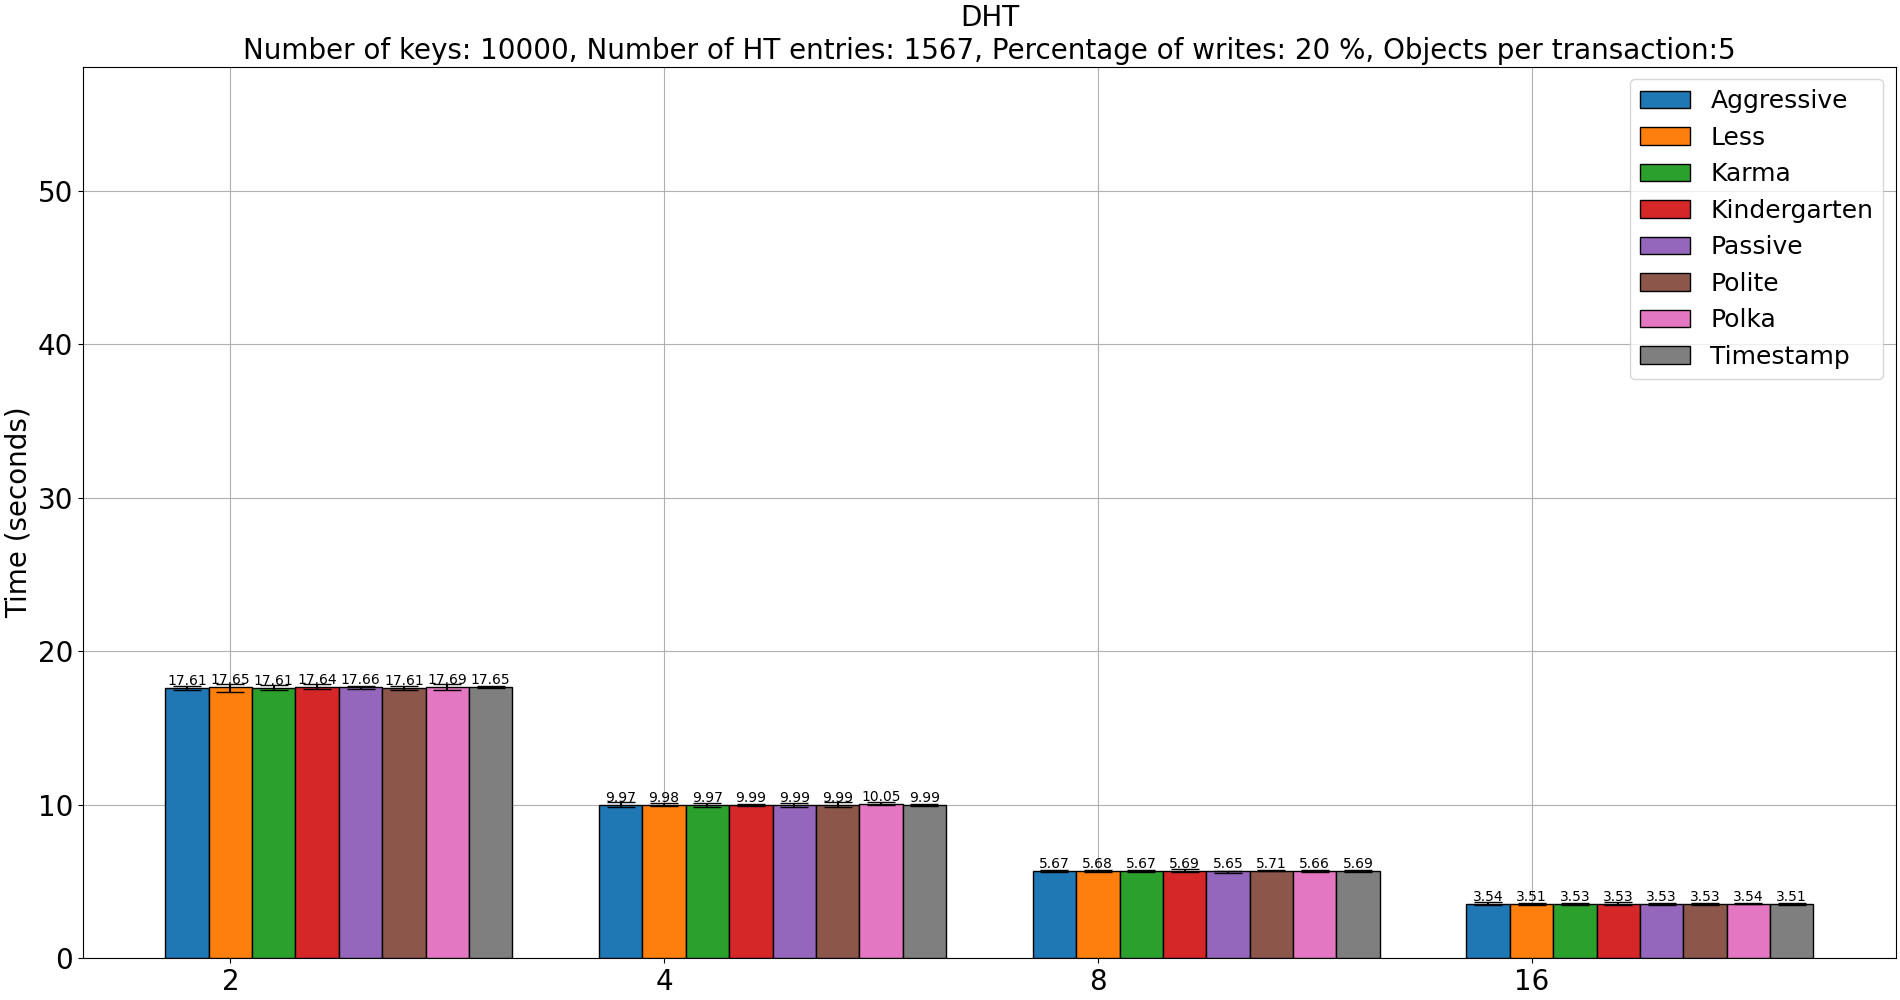 DHT
Number of keys: 10000, Number of HT entries: 1567, Percentage of writes: 20 %, Objects per transaction:5
Aggressive
Less
Karma
Kindergarten
Passive
Polite
Polka
Timestamp
Time (seconds)
50
40
30
20
10
0
17.61 17.65 17.61 17.64 17.66 17.61 17.69 17.65
9.97 9.98 9.97 9.99 9.99 9.99 10.05 9.99
5.67 5.68 5.67 5.69 5.65 5.71 5.66 5.69
3.54 3.51 3.53 3.53 3.53 3.53 3.54 3.51
2 4 8 16